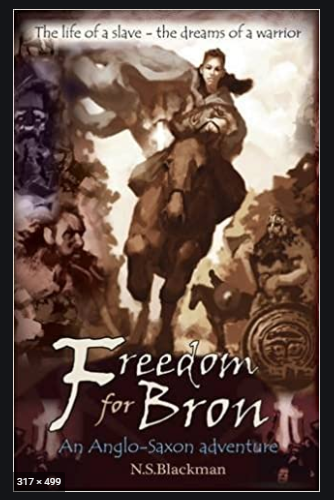 The life of a slave - the dreams of a warrior
Freedom
for Bron
An Anglo-Saxon adventure
N.S.Blackman
317 × 499